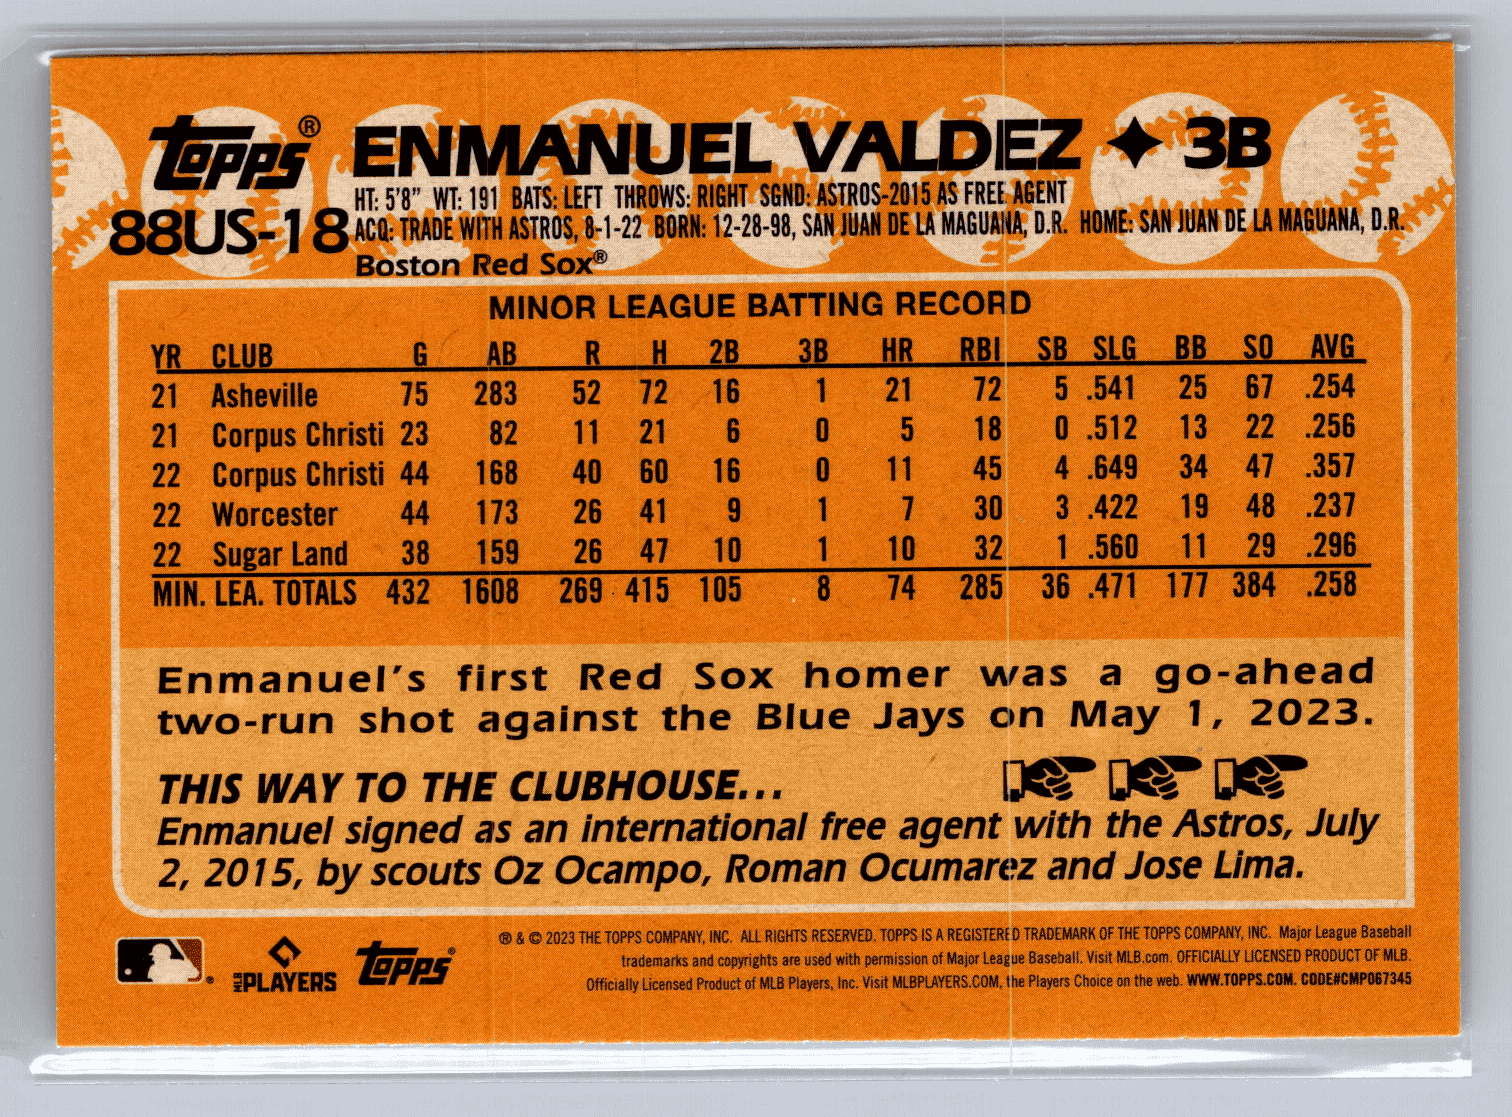 Topps® ENMANUEL VALDEZ ✦ 3B
88US-18
HT: 5'8" WT: 191 BATS: LEFT THROWS: RIGHT SGND: ASTROS-2015 AS FREE AGENT
ACQ: TRADE WITH ASTROS, 8-1-22 BORN: 12-28-98, SAN JUAN DE LA MAGUANA, D.R. HOME: SAN JUAN DE LA MAGUANA, D.R.
Boston Red Sox®
MINOR LEAGUE BATTING RECORD
YR CLUB G AB R H 2B 3B HR RBI SB SLG BB SO AVG
21 Asheville 75 283 52 72 16 1 21 72 5 .541 25 67 .254
21 Corpus Christi 23 82 11 21 6 0 5 18 0 .512 13 22 .256
22 Corpus Christi 44 168 40 60 16 0 11 45 4 .649 34 47 .357
22 Worcester 44 173 26 41 9 1 7 30 3 .422 19 48 .237
22 Sugar Land 38 159 26 47 10 1 10 32 1 .560 11 29 .296
MIN. LEA. TOTALS 432 1608 269 415 105 8 74 285 36 .471 177 384 .258
Enmanuel's first Red Sox homer was a go-ahead
two-run shot against the Blue Jays on May 1, 2023.
THIS WAY TO THE CLUBHOUSE...
Enmanuel signed as an international free agent with the Astros, July
2, 2015, by scouts Oz Ocampo, Roman Ocumarez and Jose Lima.
® & © 2023 THE TOPPS COMPANY, INC. ALL RIGHTS RESERVED. TOPPS IS A REGISTERED TRADEMARK OF THE TOPPS COMPANY, INC. Major League Baseball
trademarks and copyrights are used with permission of Major League Baseball. Visit MLB.com. OFFICIALLY LICENSED PRODUCT OF MLB.
Officially Licensed Product of MLB Players, Inc. Visit MLBPLAYERS.COM, the Players Choice on the web. WWW.TOPPS.COM. CODE#CMP067345
MLB PLAYERS
Topps®